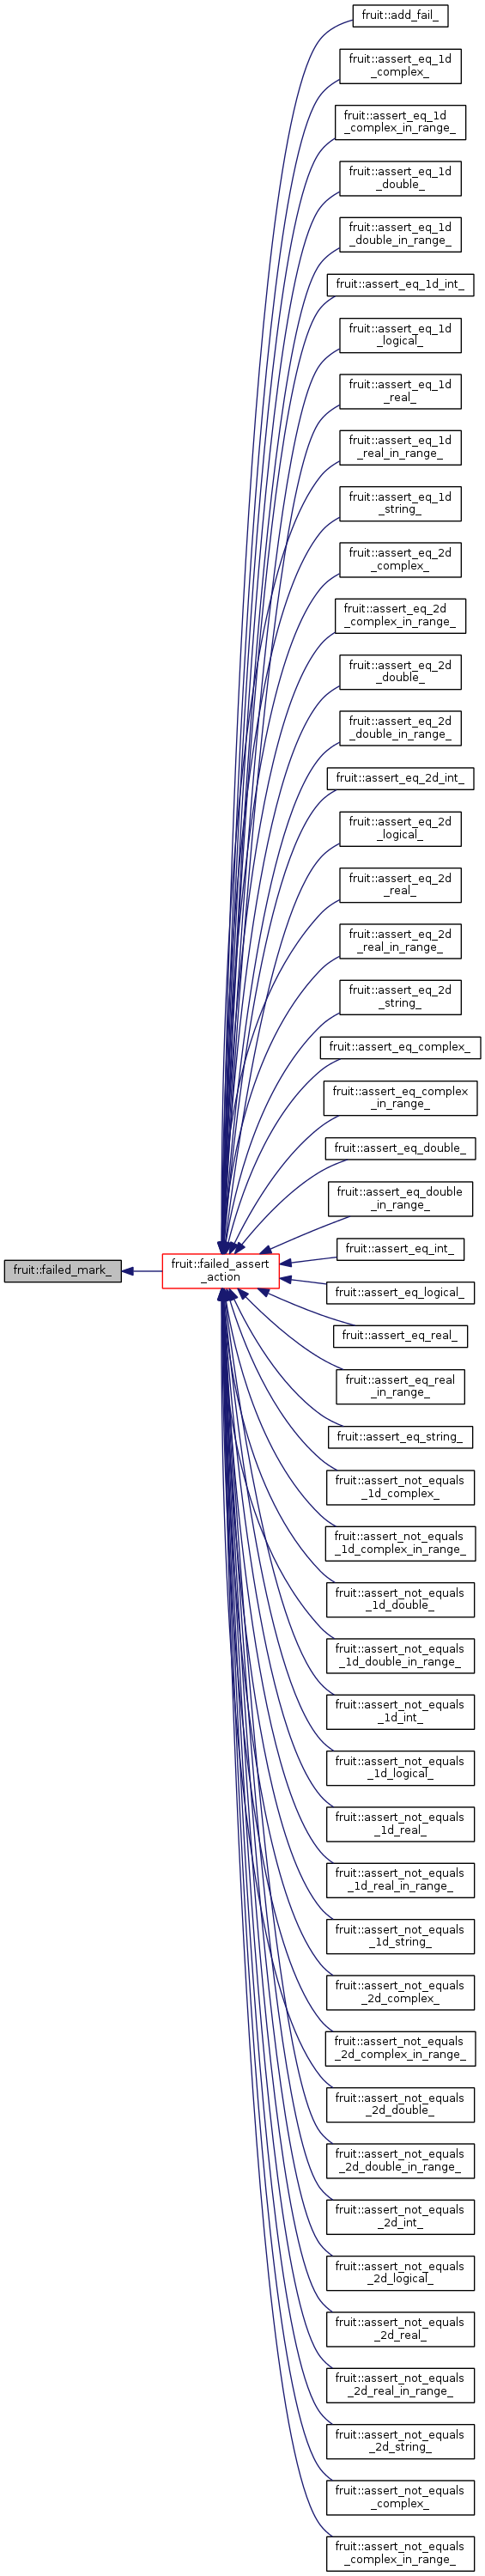 fruit::add_fail_
fruit::assert_eq_1d
_complex_
fruit::assert_eq_1d
_complex_in_range_
fruit::assert_eq_1d
_double_
fruit::assert_eq_1d
_double_in_range_
fruit::assert_eq_1d_int_
fruit::assert_eq_1d
_logical_
fruit::assert_eq_1d
_real_
fruit::assert_eq_1d
_real_in_range_
fruit::assert_eq_1d
_string_
fruit::assert_eq_2d
_complex_
fruit::assert_eq_2d
_complex_in_range_
fruit::assert_eq_2d
_double_
fruit::assert_eq_2d
_double_in_range_
fruit::assert_eq_2d_int_
fruit::assert_eq_2d
_logical_
fruit::assert_eq_2d
_real_
fruit::assert_eq_2d
_real_in_range_
fruit::assert_eq_2d
_string_
fruit::assert_eq_complex_
fruit::assert_eq_complex
_in_range_
fruit::assert_eq_double_
fruit::assert_eq_double
_in_range_
fruit::assert_eq_int_
fruit::failed_mark_
fruit::failed_assert
_action
fruit::assert_eq_logical_
fruit::assert_eq_real_
fruit::assert_eq_real
_in_range_
fruit::assert_eq_string_
fruit::assert_not_equals
_1d_complex_
fruit::assert_not_equals
_1d_complex_in_range_
fruit::assert_not_equals
_1d_double_
fruit::assert_not_equals
_1d_double_in_range_
fruit::assert_not_equals
_1d_int_
fruit::assert_not_equals
_1d_logical_
fruit::assert_not_equals
_1d_real_
fruit::assert_not_equals
_1d_real_in_range_
fruit::assert_not_equals
_1d_string_
fruit::assert_not_equals
_2d_complex_
fruit::assert_not_equals
_2d_complex_in_range_
fruit::assert_not_equals
_2d_double_
fruit::assert_not_equals
_2d_double_in_range_
fruit::assert_not_equals
_2d_int_
fruit::assert_not_equals
_2d_logical_
fruit::assert_not_equals
_2d_real_
fruit::assert_not_equals
_2d_real_in_range_
fruit::assert_not_equals
_2d_string_
fruit::assert_not_equals
_complex_
fruit::assert_not_equals
_complex_in_range_